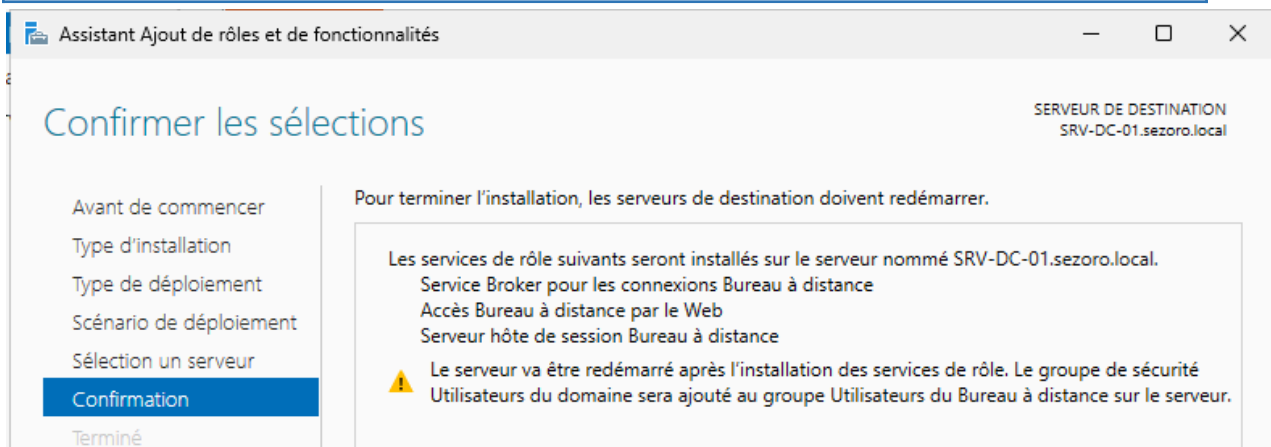 Assistant Ajout de rôles et de fonctionnalités
Confirmer les sélections
SERVEUR DE DESTINATION
SRV-DC-01.sezoro.local
Avant de commencer
Type d'installation
Type de déploiement
Scénario de déploiement
Sélection un serveur
Confirmation
Terminé
Pour terminer l'installation, les serveurs de destination doivent redémarrer.
Les services de rôle suivants seront installés sur le serveur nommé SRV-DC-01.sezoro.local.
Service Broker pour les connexions Bureau à distance
Accès Bureau à distance par le Web
Serveur hôte de session Bureau à distance
Le serveur va être redémarré après l'installation des services de rôle. Le groupe de sécurité
Utilisateurs du domaine sera ajouté au groupe Utilisateurs du Bureau à distance sur le serveur.